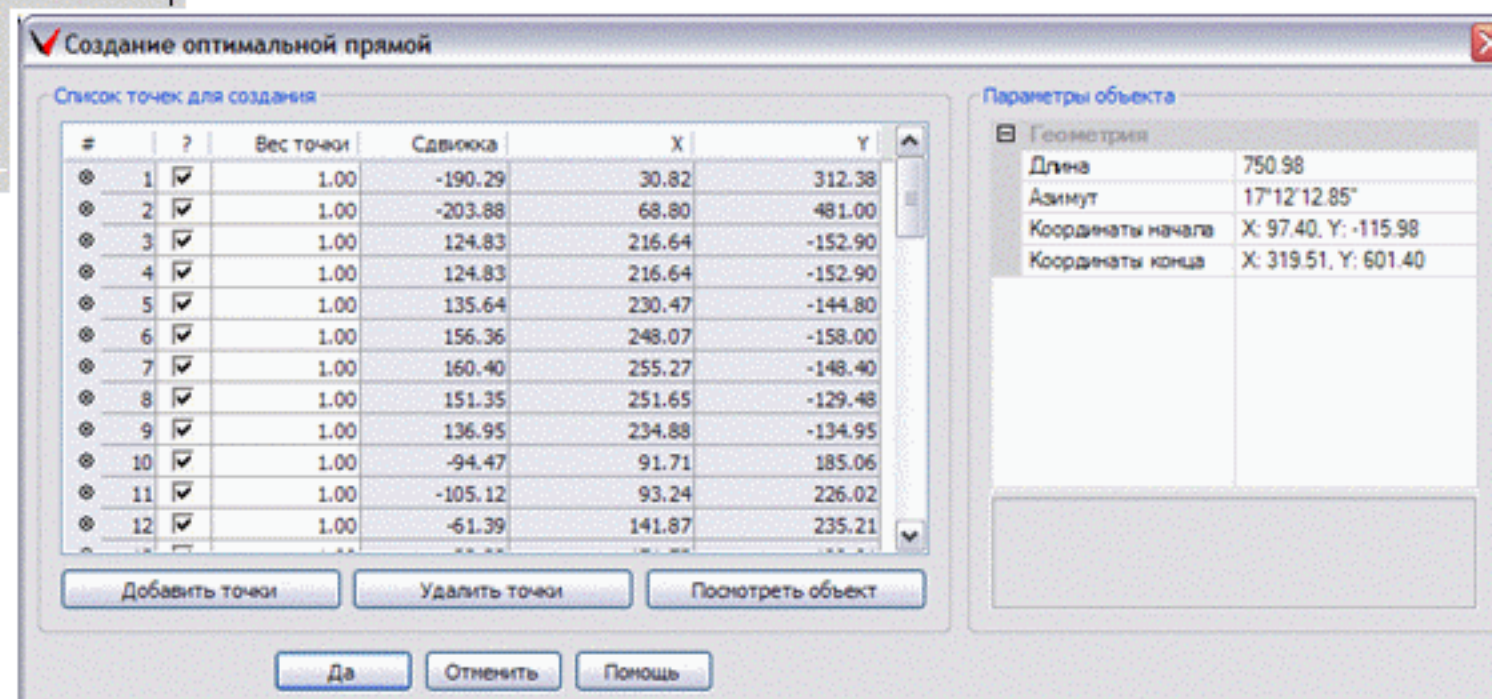 Создание оптимальной прямой
Список точек для создания
# ? Вес точки Сдвижка X Y
1 1.00 -190.29 30.82 312.38
2 1.00 -203.88 68.80 481.00
3 1.00 124.83 216.64 -152.90
4 1.00 124.83 216.64 -152.90
5 1.00 135.64 230.47 -144.80
6 1.00 156.36 248.07 -158.00
7 1.00 160.40 255.27 -148.40
8 1.00 151.35 251.65 -129.48
9 1.00 136.95 234.88 -134.95
10 1.00 -94.47 91.71 185.06
11 1.00 -105.12 93.24 226.02
12 1.00 -61.39 141.87 235.21
Добавить точки Удалить точки Посмотреть объект
Параметры объекта
Геометрия
Длина 750.98
Азимут 17°12'12.85"
Координаты начала X: 97.40, Y: -115.98
Координаты конца X: 319.51, Y: 601.40
Да Отменить Помощь